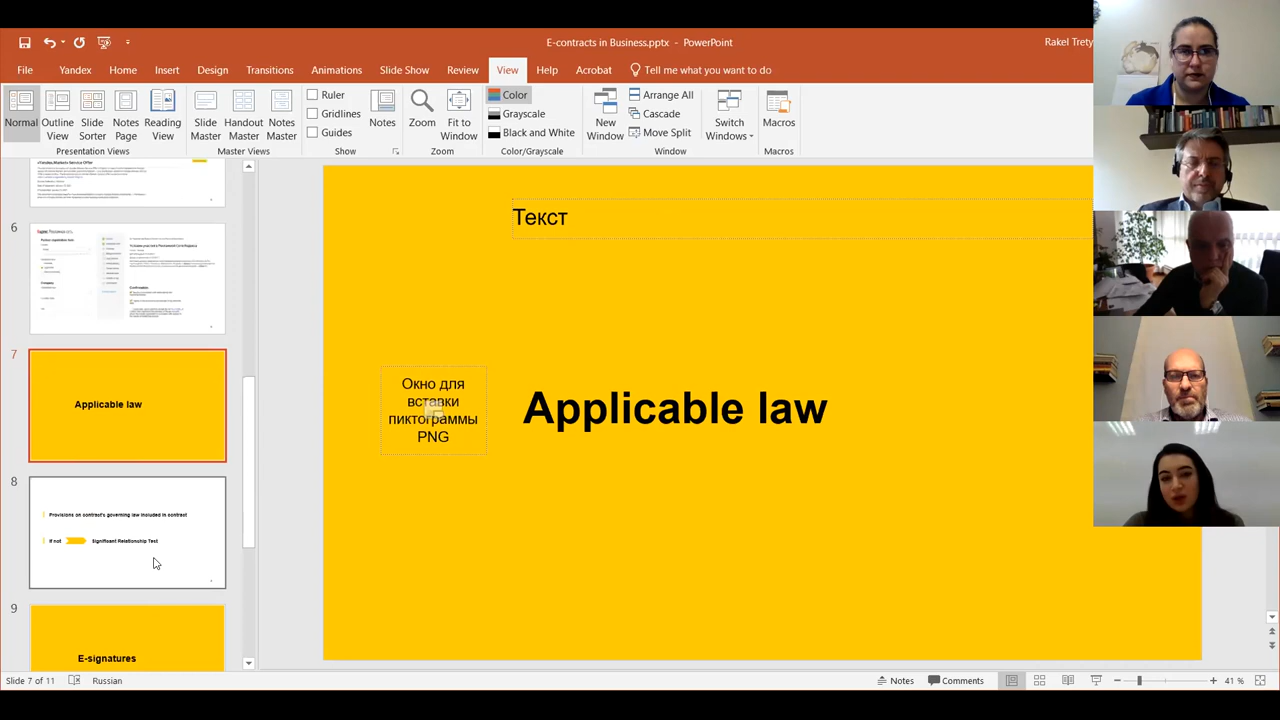 E-contracts in Business.pptx - PowerPoint
Rakel Trety
File Yandex Home Insert Design Transitions Animations Slide Show Review View Help Acrobat Tell me what you want to do
Normal
Outline View
Slide Sorter
Notes Page
Reading View
Presentation Views
Slide Master
Handout Master
Notes Master
Master Views
Ruler
Gridlines
Guides
Show
Notes
Zoom
Fit to Window
Zoom
Color
Grayscale
Black and White
Color/Grayscale
New Window
Arrange All
Cascade
Move Split
Window
Switch Windows
Macros
Macros
6
7
Applicable law
8
Provisions on contract's governing law included in contract
If not
Significant Relationship Test
9
E-signatures
Текст
Окно для
вставки
пиктограммы
PNG
Applicable law
Slide 7 of 11
Russian
Notes
Comments
41 %